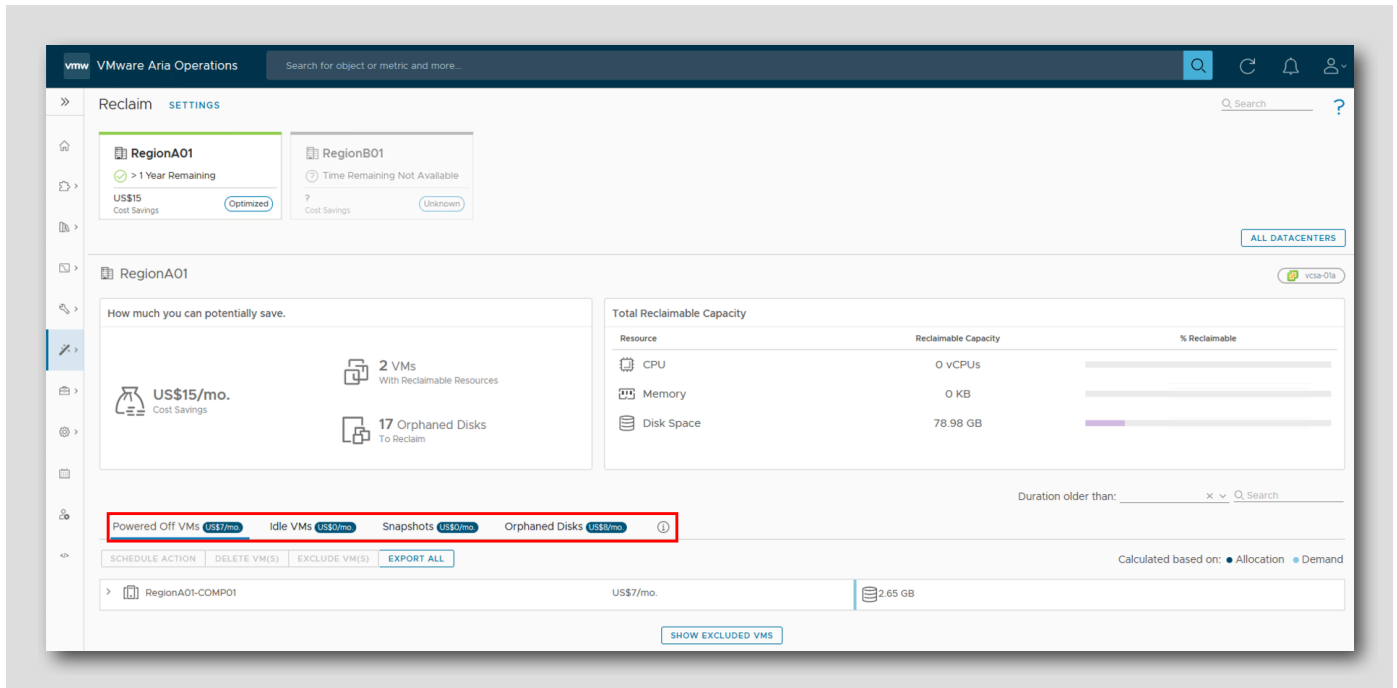 vmw VMware Aria Operations Search for object or metric and more...
Reclaim SETTINGS Search ?
RegionA01 RegionB01
> 1 Year Remaining ? Time Remaining Not Available
US$15 Optimized ? Unknown
Cost Savings Cost Savings
ALL DATACENTERS
RegionA01 vcsa-01a
How much you can potentially save. Total Reclaimable Capacity
Resource Reclaimable Capacity % Reclaimable
2 VMs CPU 0 vCPUs
With Reclaimable Resources
US$15/mo. Memory 0 KB
Cost Savings
17 Orphaned Disks Disk Space 78.98 GB
To Reclaim
Duration older than: Search
Powered Off VMs US$7/mo. Idle VMs US$0/mo. Snapshots US$0/mo. Orphaned Disks US$8/mo.
SCHEDULE ACTION DELETE VM(S) EXCLUDE VM(S) EXPORT ALL Calculated based on: Allocation Demand
RegionA01-COMP01 US$7/mo. 2.65 GB
SHOW EXCLUDED VMS